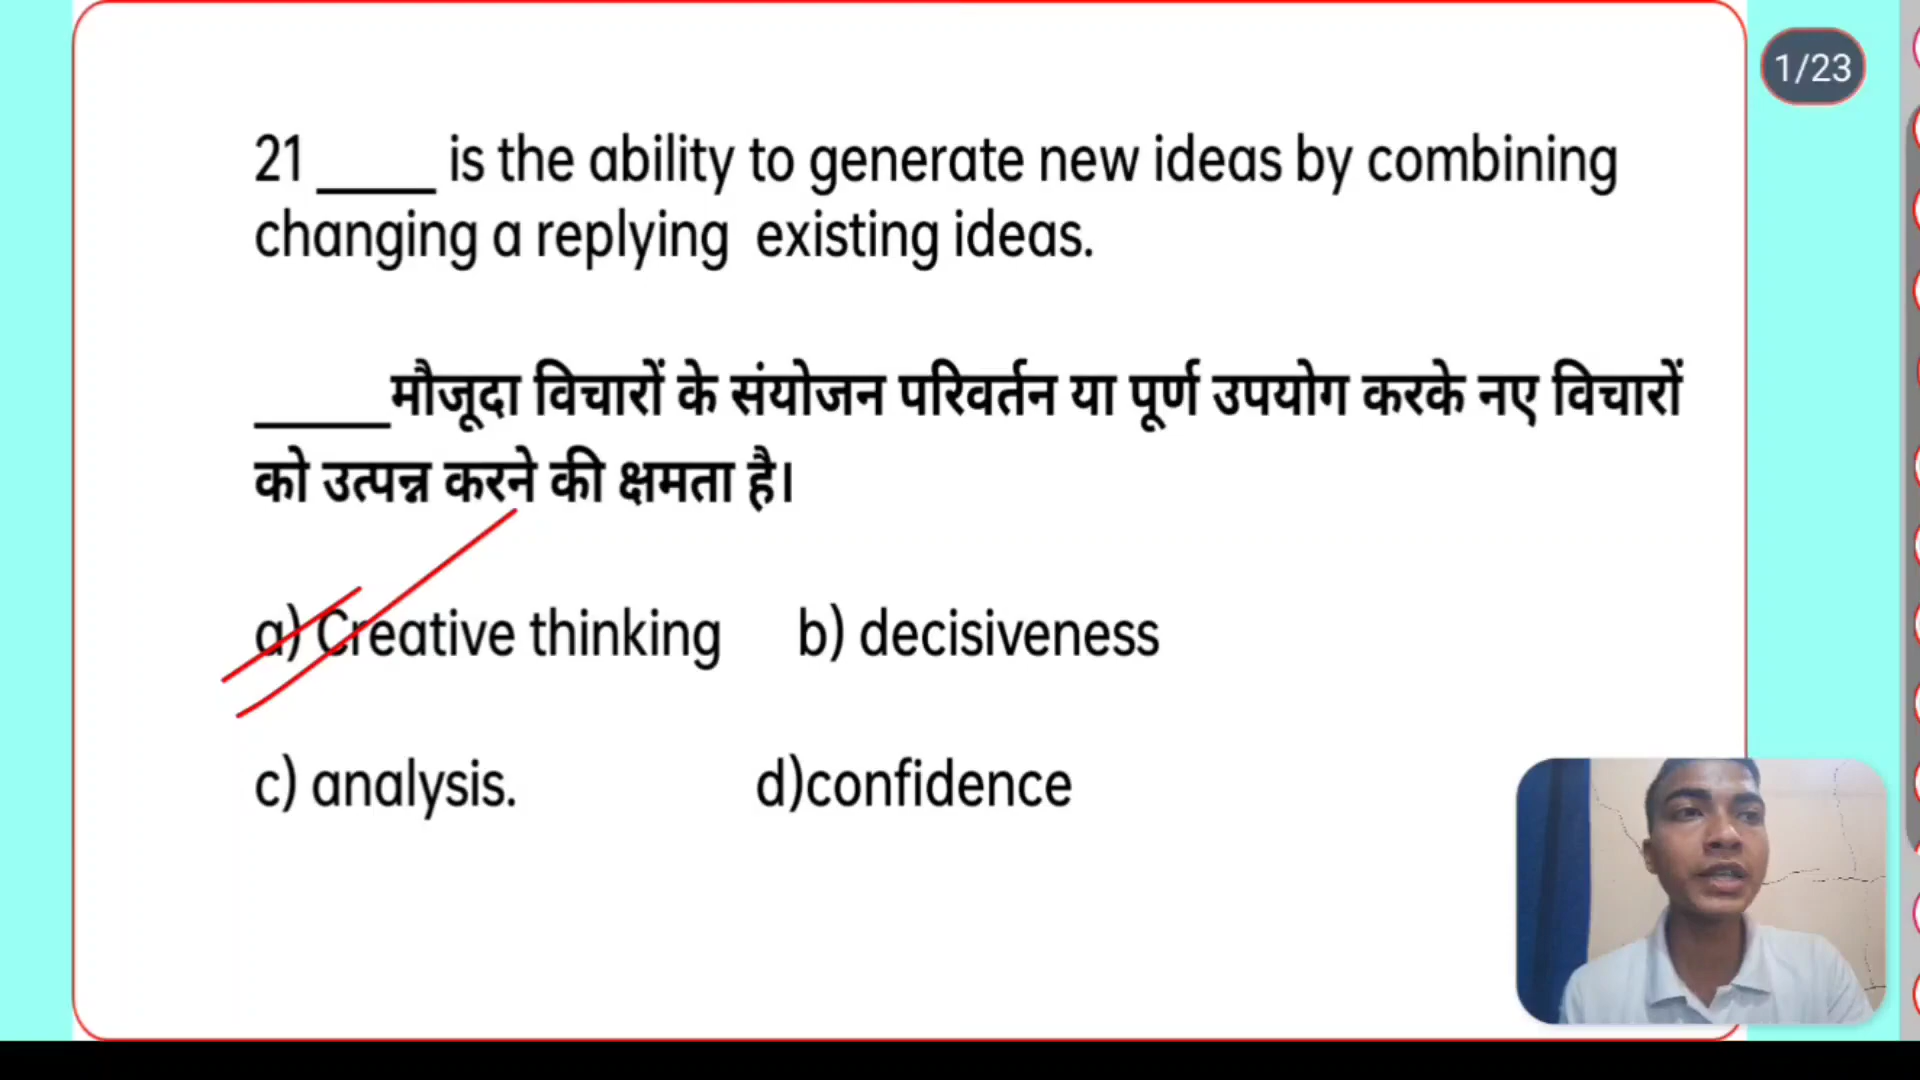 1/23
21 ____ is the ability to generate new ideas by combining
changing a replying existing ideas.
_____मौजूदा विचारों के संयोजन परिवर्तन या पूर्ण उपयोग करके नए विचारों
को उत्पन्न करने की क्षमता है।
a) Creative thinking b) decisiveness
c) analysis. d)confidence